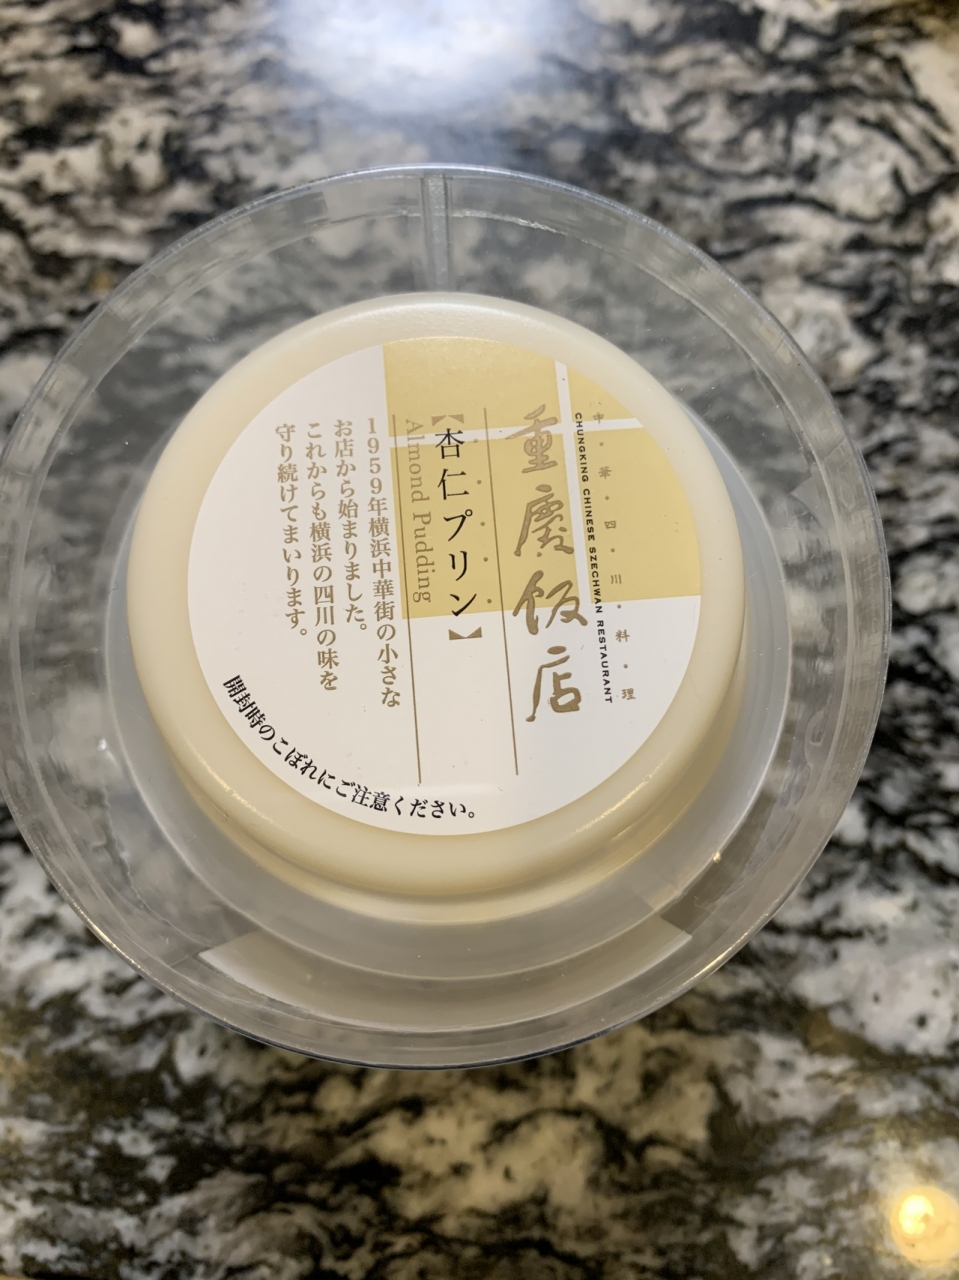 中・華・四・川・料・理
CHUNGKING CHINESE SZECHWAN RESTAURANT
重慶飯店
【杏仁プリン】
Almond Pudding
1959年横浜中華街の小さな
お店から始まりました。
これからも横浜の四川の味を
守り続けてまいります。
開封時のこぼれにご注意ください。